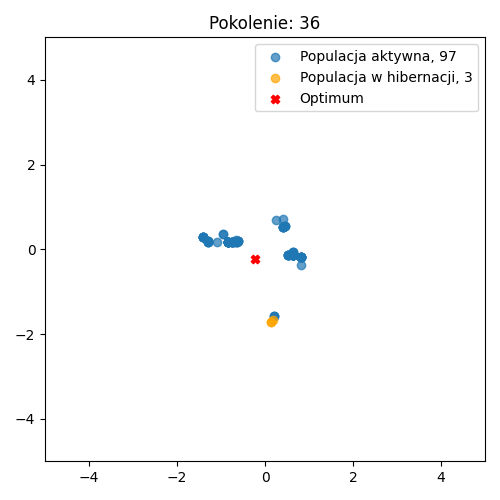 Pokolenie: 36
Populacja aktywna, 97
Populacja w hibernacji, 3
Optimum
4
2
0
−2
−4
−4
−2
0
2
4